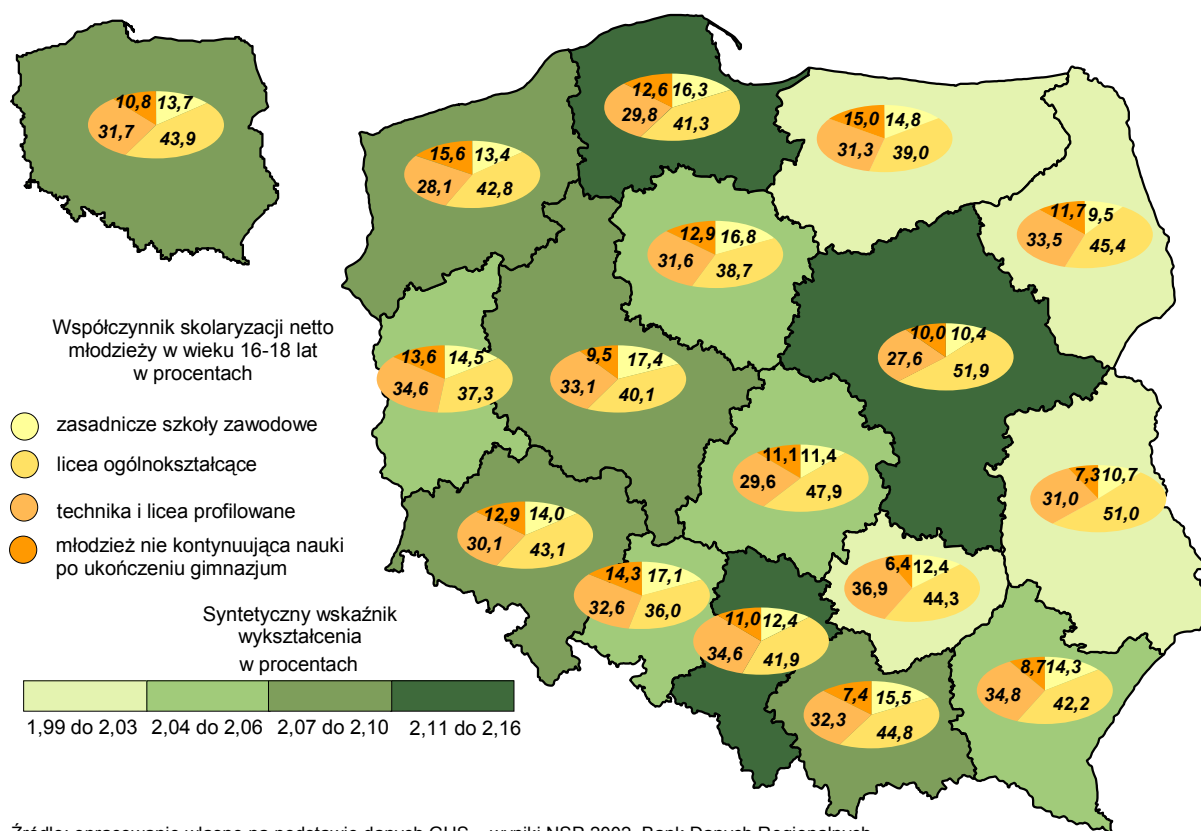 10,8 13,7
31,7 43,9
12,6 16,3
29,8 41,3
15,0 14,8
31,3 39,0
15,6 13,4
28,1 42,8
11,7 9,5
33,5 45,4
12,9 16,8
31,6 38,7
10,0 10,4
27,6 51,9
13,6 14,5
34,6 37,3
9,5 17,4
33,1 40,1
11,1 11,4
29,6 47,9
7,3 10,7
31,0 51,0
12,9 14,0
30,1 43,1
14,3 17,1
32,6 36,0
11,0 12,4
34,6 41,9
6,4 12,4
36,9 44,3
7,4 15,5
32,3 44,8
8,7 14,3
34,8 42,2
Współczynnik skolaryzacji netto
młodzieży w wieku 16-18 lat
w procentach
zasadnicze szkoły zawodowe
licea ogólnokształcące
technika i licea profilowane
młodzież nie kontynuująca nauki
po ukończeniu gimnazjum
Syntetyczny wskaźnik
wykształcenia
w procentach
1,99 do 2,03 2,04 do 2,06 2,07 do 2,10 2,11 do 2,16